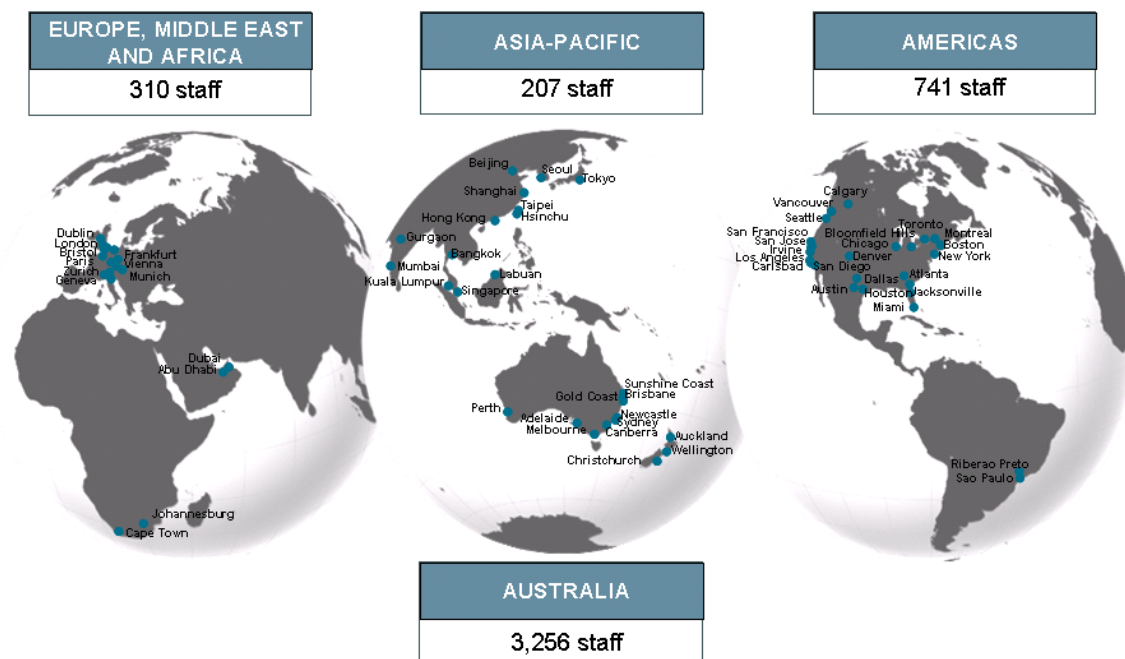 EUROPE, MIDDLE EAST
AND AFRICA
310 staff
ASIA-PACIFIC
207 staff
AMERICAS
741 staff
Dublin
London
Bristol
Frankfurt
Paris
Vienna
Zurich
Munich
Geneva
Dubai
Abu Dhabi
Johannesburg
Cape Town
Beijing
Seoul
Tokyo
Shanghai
Taipei
Hong Kong
Hsinchu
Gurgaon
Bangkok
Mumbai
Labuan
Kuala Lumpur
Singapore
Sunshine Coast
Gold Coast
Brisbane
Perth
Adelaide
Newcastle
Sydney
Melbourne
Canberra
Auckland
Wellington
Christchurch
Calgary
Vancouver
Seattle
Toronto
San Francisco
Bloomfield Hills
Montreal
San Jose
Chicago
Boston
Irvine
Denver
New York
Los Angeles
Carlsbad
San Diego
Dallas
Atlanta
Austin
Houston
Jacksonville
Miami
Riberao Preto
Sao Paulo
AUSTRALIA
3,256 staff